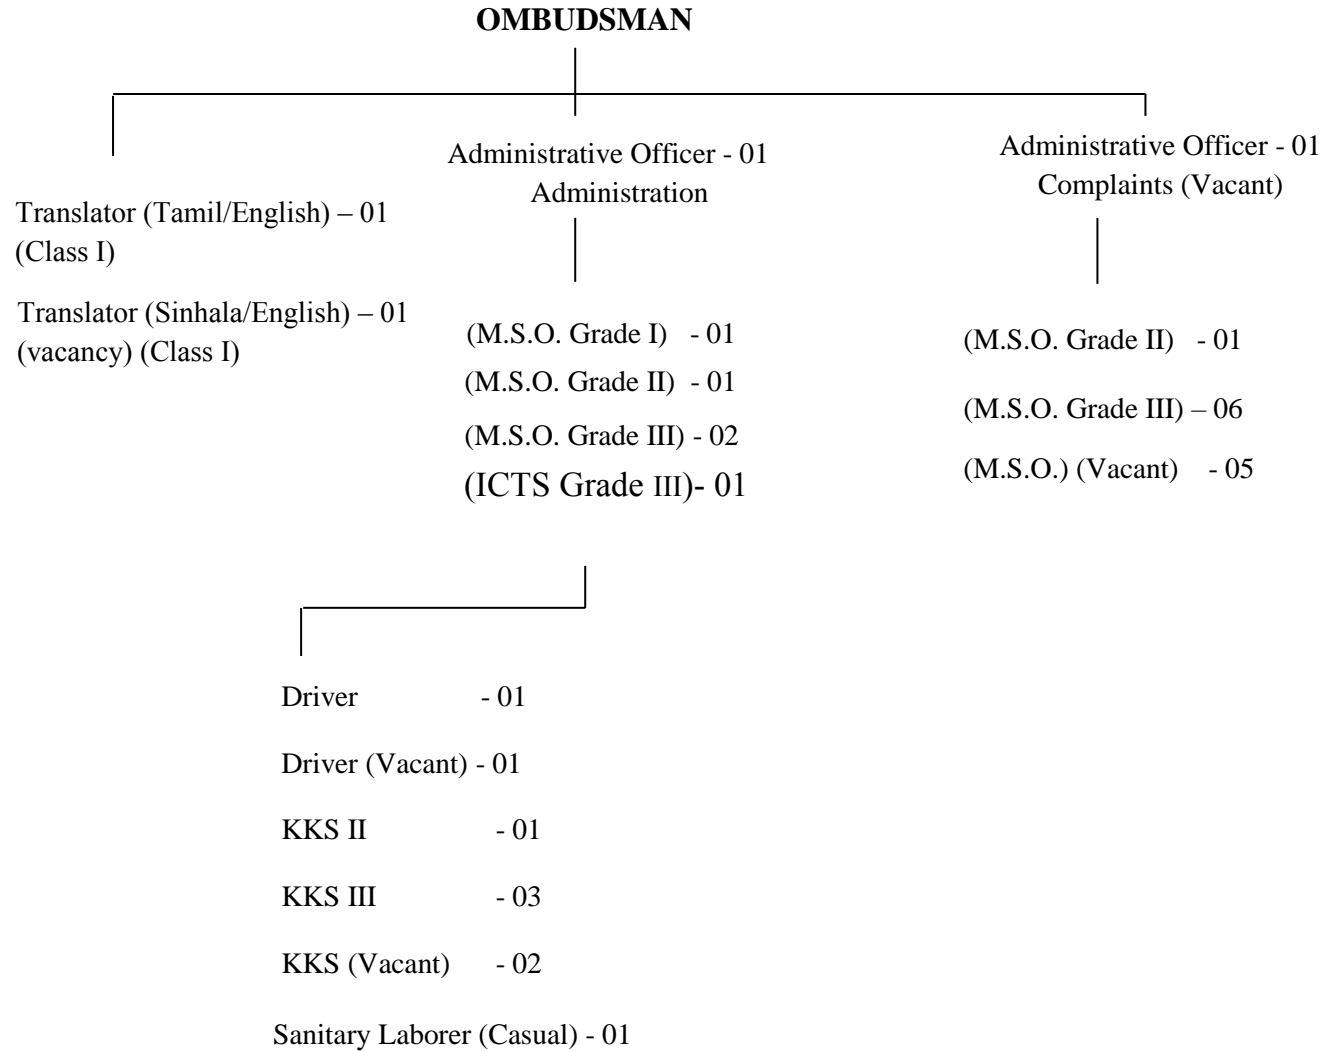 OMBUDSMAN
Translator (Tamil/English) – 01
(Class I)
Translator (Sinhala/English) – 01
(vacancy) (Class I)
Administrative Officer - 01
Administration
(M.S.O. Grade I) - 01
(M.S.O. Grade II) - 01
(M.S.O. Grade III) - 02
(ICTS Grade III)- 01
Administrative Officer - 01
Complaints (Vacant)
(M.S.O. Grade II) - 01
(M.S.O. Grade III) – 06
(M.S.O.) (Vacant) - 05
Driver - 01
Driver (Vacant) - 01
KKS II - 01
KKS III - 03
KKS (Vacant) - 02
Sanitary Laborer (Casual) - 01